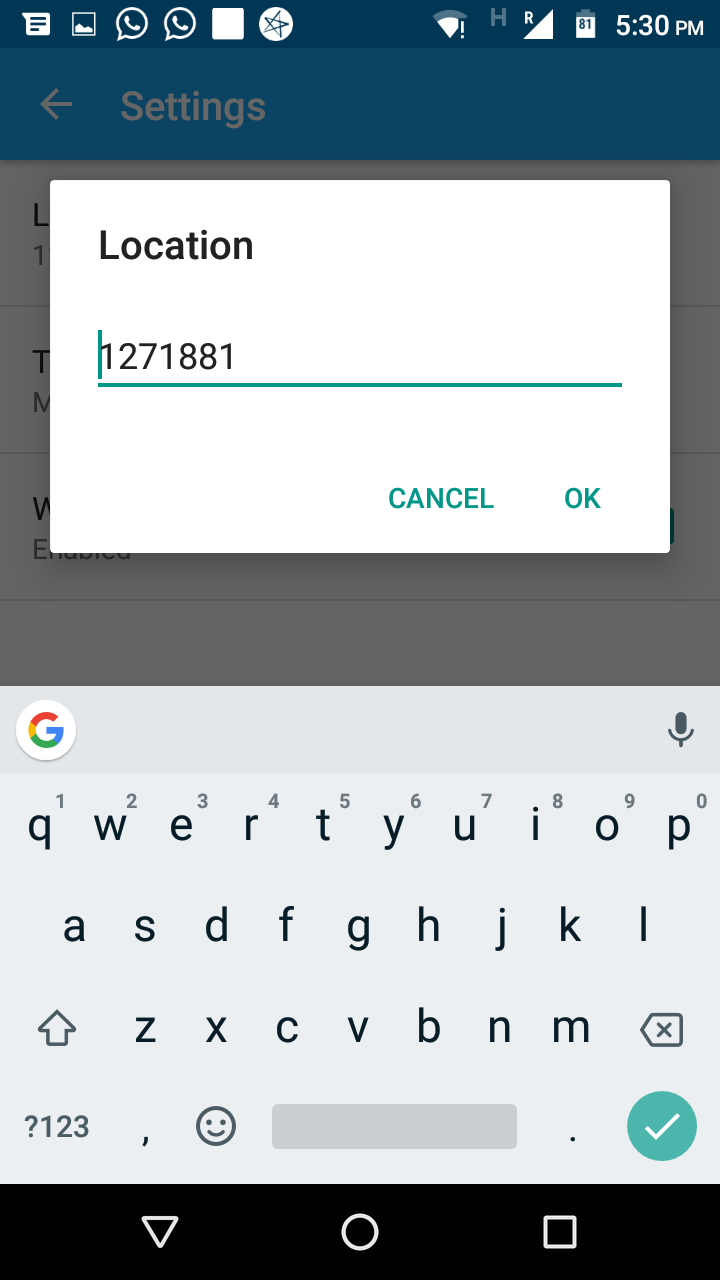 H R 81 5:30 PM
Settings
Location
1271881
CANCEL OK
Enabled
q 1 w 2 e 3 r 4 t 5 y 6 u 7 i 8 o 9 p 0
a s d f g h j k l
z x c v b n m
?123 , .